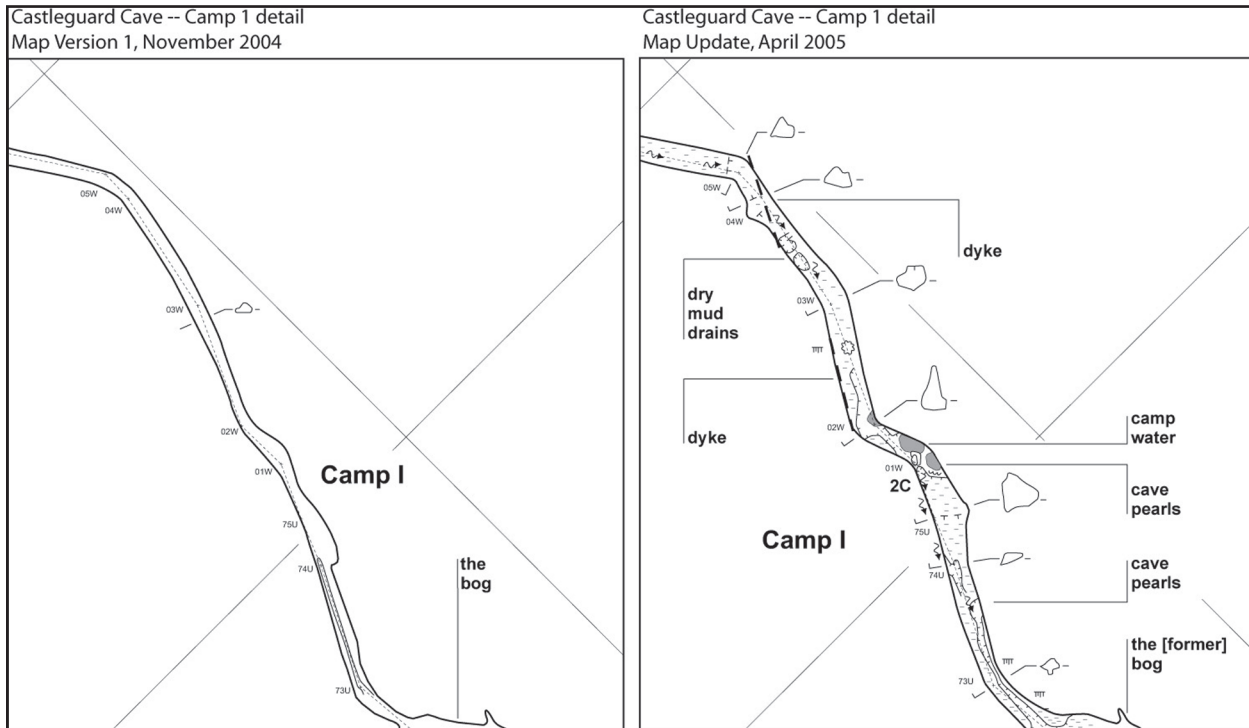 Castleguard Cave -- Camp 1 detail
Map Version 1, November 2004
05W
04W
03W
02W
01W
Camp I
75U
74U
the
bog
73U
Castleguard Cave -- Camp 1 detail
Map Update, April 2005
05W
04W
dyke
dry
mud
drains
03W
dyke
02W
camp
water
01W
2C
cave
pearls
75U
Camp I
74U
cave
pearls
the [former]
bog
73U